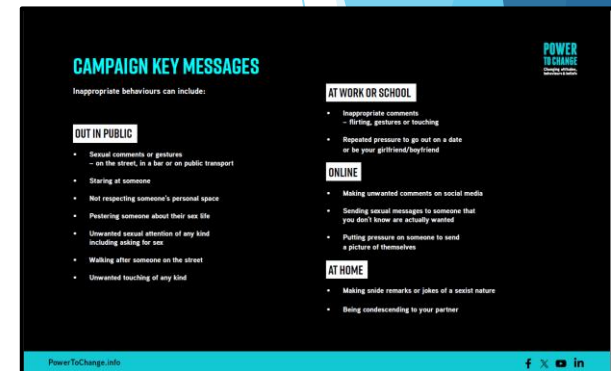 CAMPAIGN KEY MESSAGES
Inappropriate behaviours can include:
OUT IN PUBLIC
• Sexual comments or gestures
– on the street, in a bar or on public transport
• Staring at someone
• Not respecting someone's personal space
• Pestering someone about their sex life
• Unwanted sexual attention of any kind
including asking for sex
• Walking after someone on the street
• Unwanted touching of any kind
POWER
TO CHANGE
Changing attitudes,
behaviours & beliefs
AT WORK OR SCHOOL
• Inappropriate comments
– flirting, gestures or touching
• Repeated pressure to go out on a date
or be your girlfriend/boyfriend
ONLINE
• Making unwanted comments on social media
• Sending sexual messages to someone that
you don't know are actually wanted
• Putting pressure on someone to send
a picture of themselves
AT HOME
• Making snide remarks or jokes of a sexist nature
• Being condescending to your partner
PowerToChange.info